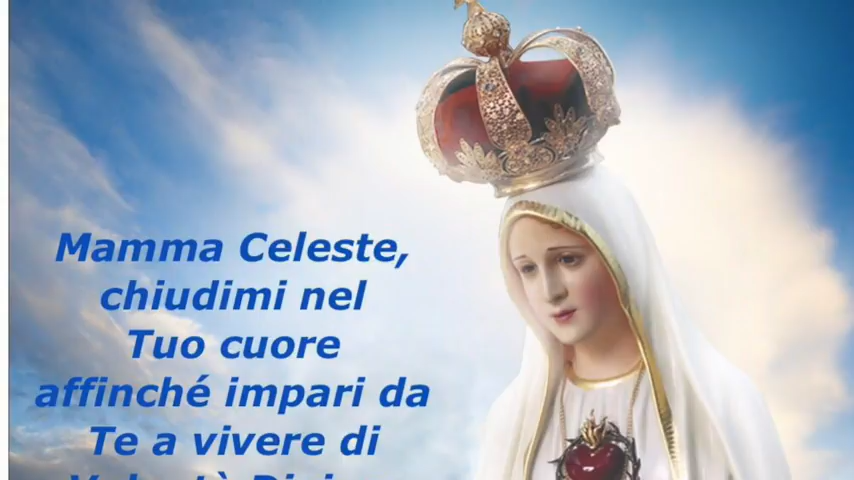 Mamma Celeste,
chiudimi nel
Tuo cuore
affinché impari da
Te a vivere di